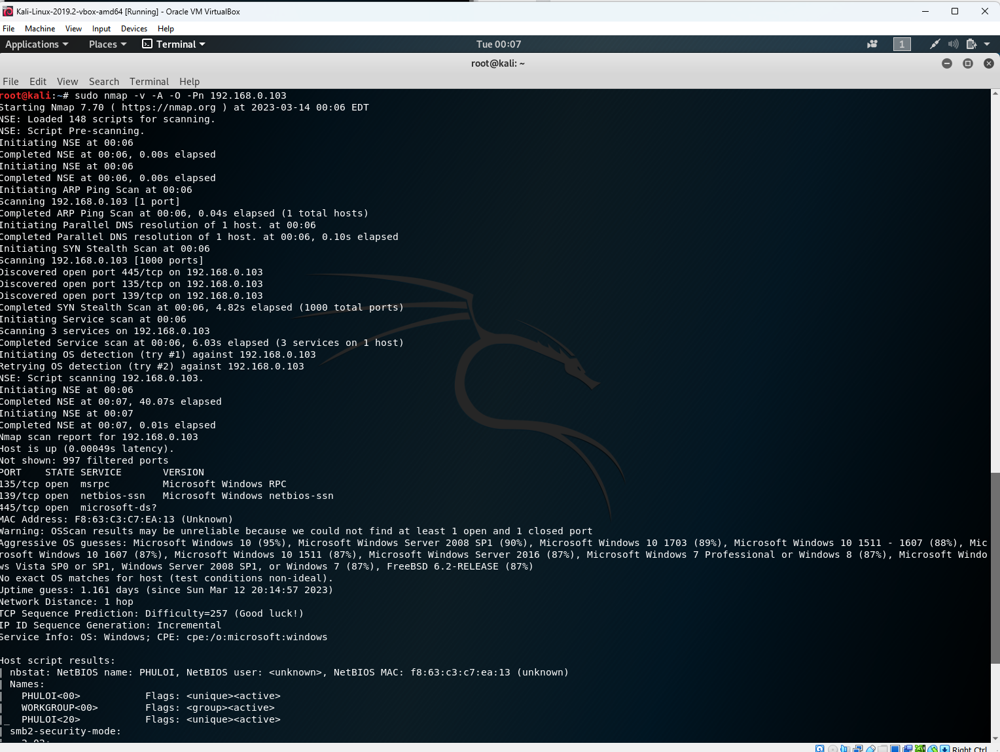 Kali-Linux-2019.2-vbox-amd64 [Running] - Oracle VM VirtualBox
File Machine View Input Devices Help
Applications Places Terminal Tue 00:07 1
root@kali: ~
File Edit View Search Terminal Help
root@kali:~# sudo nmap -v -A -O -Pn 192.168.0.103
Starting Nmap 7.70 ( https://nmap.org ) at 2023-03-14 00:06 EDT
NSE: Loaded 148 scripts for scanning.
NSE: Script Pre-scanning.
Initiating NSE at 00:06
Completed NSE at 00:06, 0.00s elapsed
Initiating NSE at 00:06
Completed NSE at 00:06, 0.00s elapsed
Initiating ARP Ping Scan at 00:06
Scanning 192.168.0.103 [1 port]
Completed ARP Ping Scan at 00:06, 0.04s elapsed (1 total hosts)
Initiating Parallel DNS resolution of 1 host. at 00:06
Completed Parallel DNS resolution of 1 host. at 00:06, 0.10s elapsed
Initiating SYN Stealth Scan at 00:06
Scanning 192.168.0.103 [1000 ports]
Discovered open port 445/tcp on 192.168.0.103
Discovered open port 135/tcp on 192.168.0.103
Discovered open port 139/tcp on 192.168.0.103
Completed SYN Stealth Scan at 00:06, 4.82s elapsed (1000 total ports)
Initiating Service scan at 00:06
Scanning 3 services on 192.168.0.103
Completed Service scan at 00:06, 6.03s elapsed (3 services on 1 host)
Initiating OS detection (try #1) against 192.168.0.103
Retrying OS detection (try #2) against 192.168.0.103
NSE: Script scanning 192.168.0.103.
Initiating NSE at 00:06
Completed NSE at 00:07, 40.07s elapsed
Initiating NSE at 00:07
Completed NSE at 00:07, 0.01s elapsed
Nmap scan report for 192.168.0.103
Host is up (0.00049s latency).
Not shown: 997 filtered ports
PORT    STATE SERVICE       VERSION
135/tcp open  msrpc         Microsoft Windows RPC
139/tcp open  netbios-ssn   Microsoft Windows netbios-ssn
445/tcp open  microsoft-ds?
MAC Address: F8:63:C3:C7:EA:13 (Unknown)
Warning: OSScan results may be unreliable because we could not find at least 1 open and 1 closed port
Aggressive OS guesses: Microsoft Windows 10 (95%), Microsoft Windows Server 2008 SP1 (90%), Microsoft Windows 10 1703 (89%), Microsoft Windows 10 1511 - 1607 (88%), Mic
rosoft Windows 10 1607 (87%), Microsoft Windows 10 1511 (87%), Microsoft Windows Server 2016 (87%), Microsoft Windows 7 Professional or Windows 8 (87%), Microsoft Windo
ws Vista SP0 or SP1, Windows Server 2008 SP1, or Windows 7 (87%), FreeBSD 6.2-RELEASE (87%)
No exact OS matches for host (test conditions non-ideal).
Uptime guess: 1.161 days (since Sun Mar 12 20:14:57 2023)
Network Distance: 1 hop
TCP Sequence Prediction: Difficulty=257 (Good luck!)
IP ID Sequence Generation: Incremental
Service Info: OS: Windows; CPE: cpe:/o:microsoft:windows
Host script results:
| nbstat: NetBIOS name: PHULOI, NetBIOS user: <unknown>, NetBIOS MAC: f8:63:c3:c7:ea:13 (unknown)
| Names:
|   PHULOI<00>           Flags: <unique><active>
|   WORKGROUP<00>        Flags: <group><active>
|_  PHULOI<20>           Flags: <unique><active>
| smb2-security-mode:
Right Ctrl